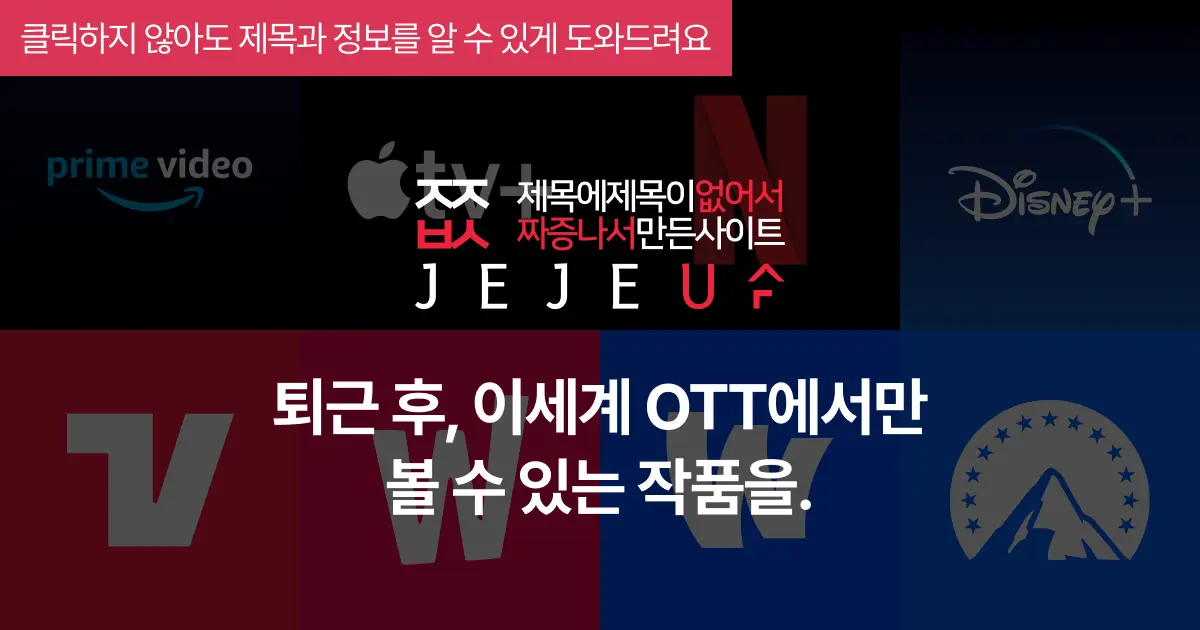 클릭하지 않아도 제목과 정보를 알 수 있게 도와드려요
prime video
tv+
N
Disney+
제목에제목이없어서
짜증나서만든사이트
JEJEU
TV
W
W
퇴근 후, 이세계 OTT에서만
볼 수 있는 작품을.